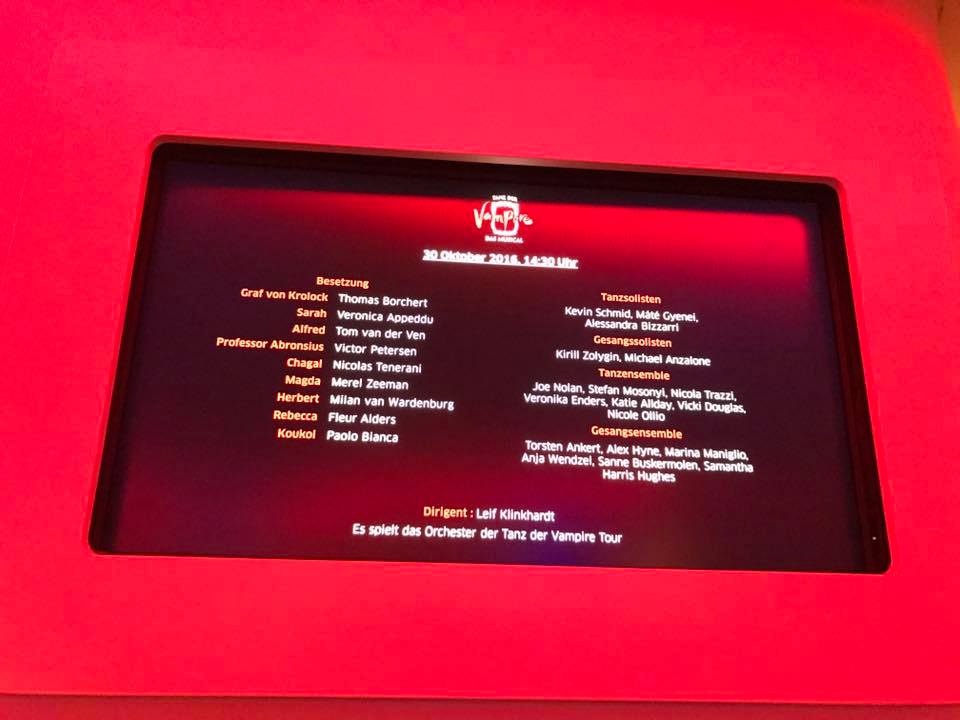 TANZ DER
Vampire
DAS MUSICAL
30 Oktober 2016, 14:30 Uhr
Besetzung
Graf von Krolock Thomas Borchert
Sarah Veronica Appeddu
Alfred Tom van der Ven
Professor Abronsius Victor Petersen
Chagal Nicolas Tenerani
Magda Merel Zeeman
Herbert Milan van Wardenburg
Rebecca Fleur Alders
Koukol Paolo Bianca
Tanzsolisten
Kevin Schmid, Máté Gyenei,
Alessandra Bizzarri
Gesangssolisten
Kirill Zolygin, Michael Anzalone
Tanzensemble
Joe Nolan, Stefan Mosonyi, Nicola Trazzi,
Veronika Enders, Katie Allday, Vicki Douglas,
Nicole Ollio
Gesangsensemble
Torsten Ankert, Alex Hyne, Marina Maniglio,
Anja Wendzel, Sanne Buskermolen, Samantha
Harris Hughes
Dirigent : Leif Klinkhardt
Es spielt das Orchester der Tanz der Vampire Tour